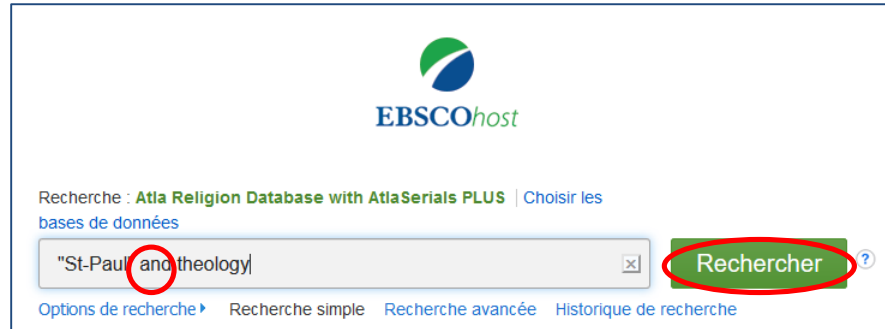 EBSCOhost
Recherche : Atla Religion Database with AtlaSerials PLUS | Choisir les
bases de données
"St-Paul" and theology
Rechercher ?
Options de recherche Recherche simple Recherche avancée Historique de recherche